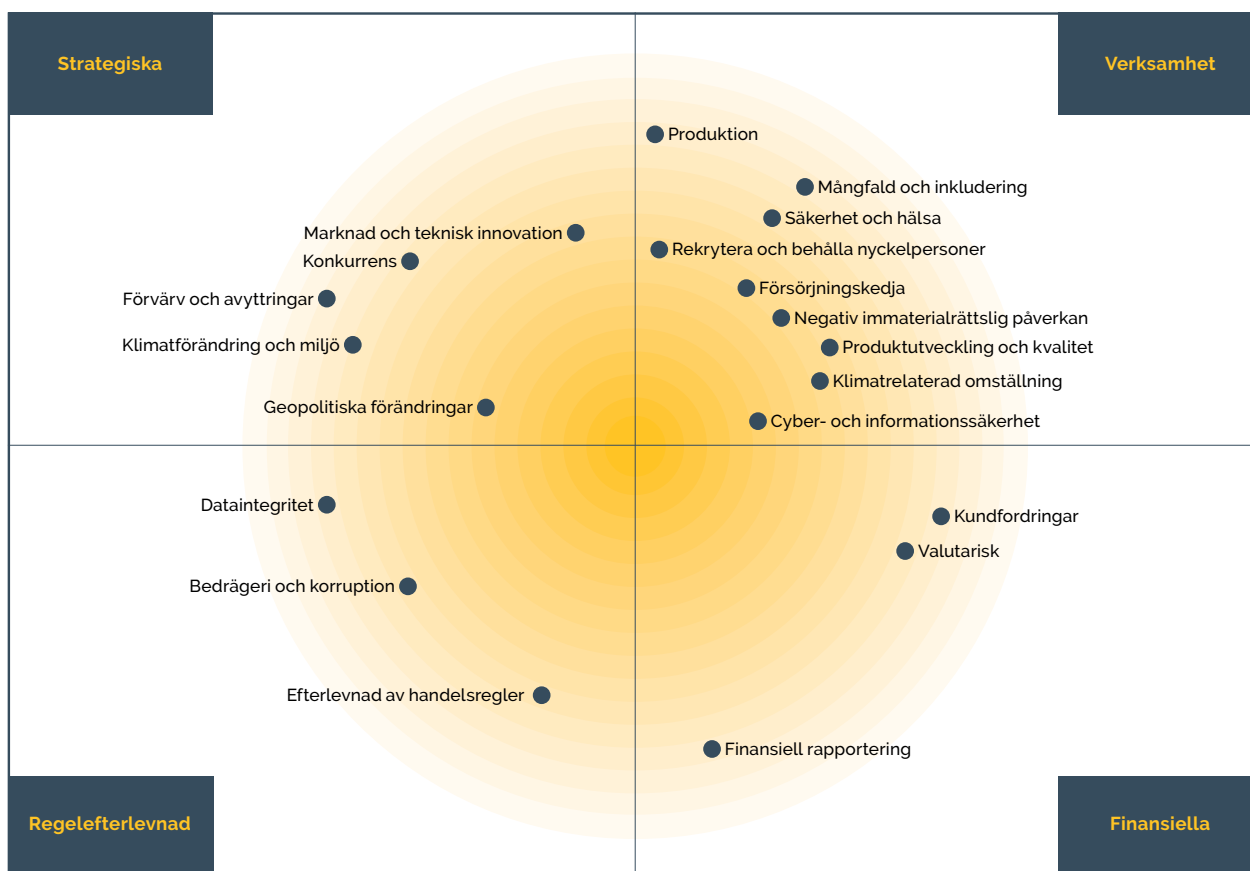 Strategiska
Verksamhet
Produktion
Mångfald och inkludering
Säkerhet och hälsa
Marknad och teknisk innovation
Rekrytera och behålla nyckelpersoner
Konkurrens
Försörjningskedja
Förvärv och avyttringar
Negativ immaterialrättslig påverkan
Klimatförändring och miljö
Produktutveckling och kvalitet
Klimatrelaterad omställning
Geopolitiska förändringar
Cyber- och informationssäkerhet
Dataintegritet
Kundfordringar
Valutarisk
Bedrägeri och korruption
Efterlevnad av handelsregler
Finansiell rapportering
Regelefterlevnad
Finansiella